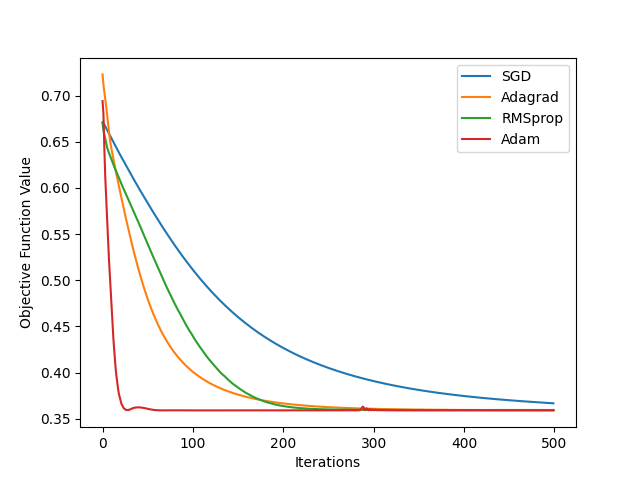 SGD
Adagrad
RMSprop
Adam
0.70
0.65
0.60
0.55
0.50
0.45
0.40
0.35
Objective Function Value
0 100 200 300 400 500
Iterations